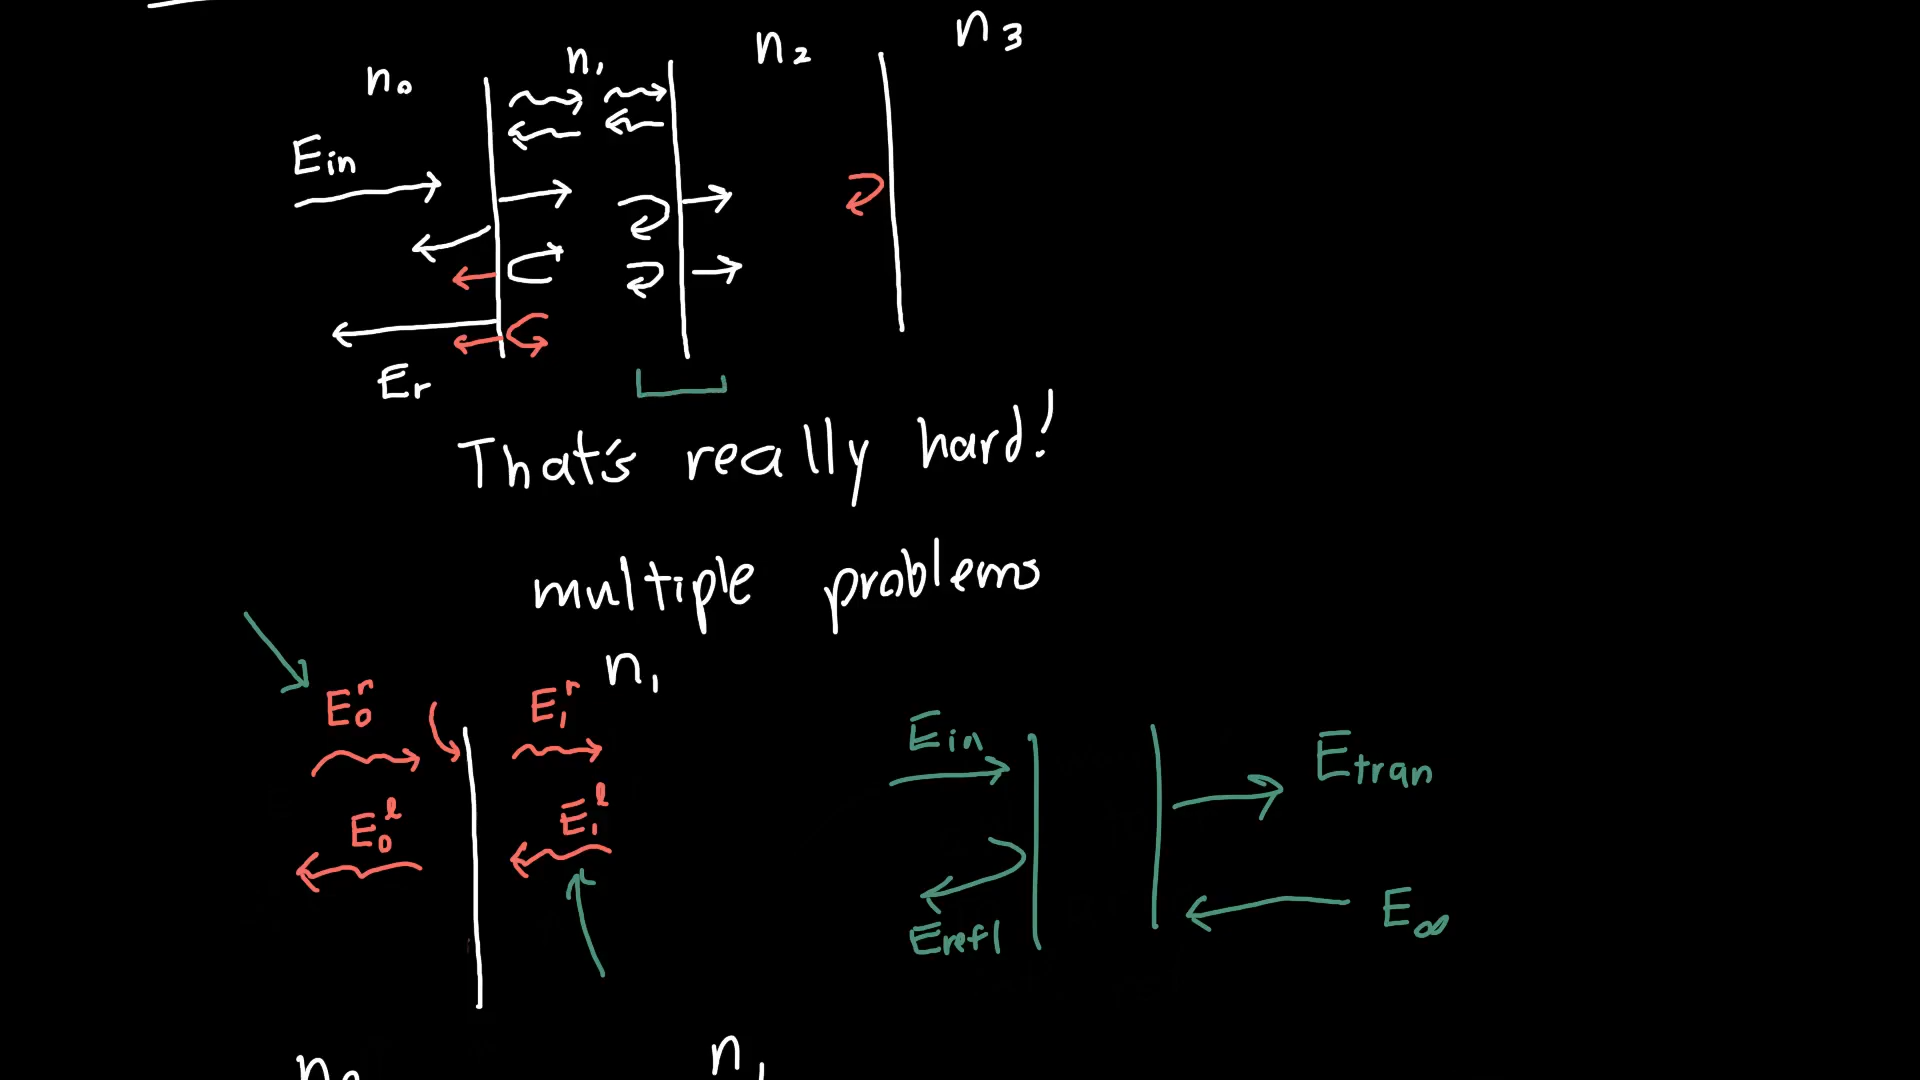 n₀ n₁ n₂ n₃
Ein
Er
That's really hard!
multiple problems
n₁
E₀ʳ E₁ʳ
E₀ˡ E₁ˡ
Ein Etran
Erefl E∞
n₀ n₁